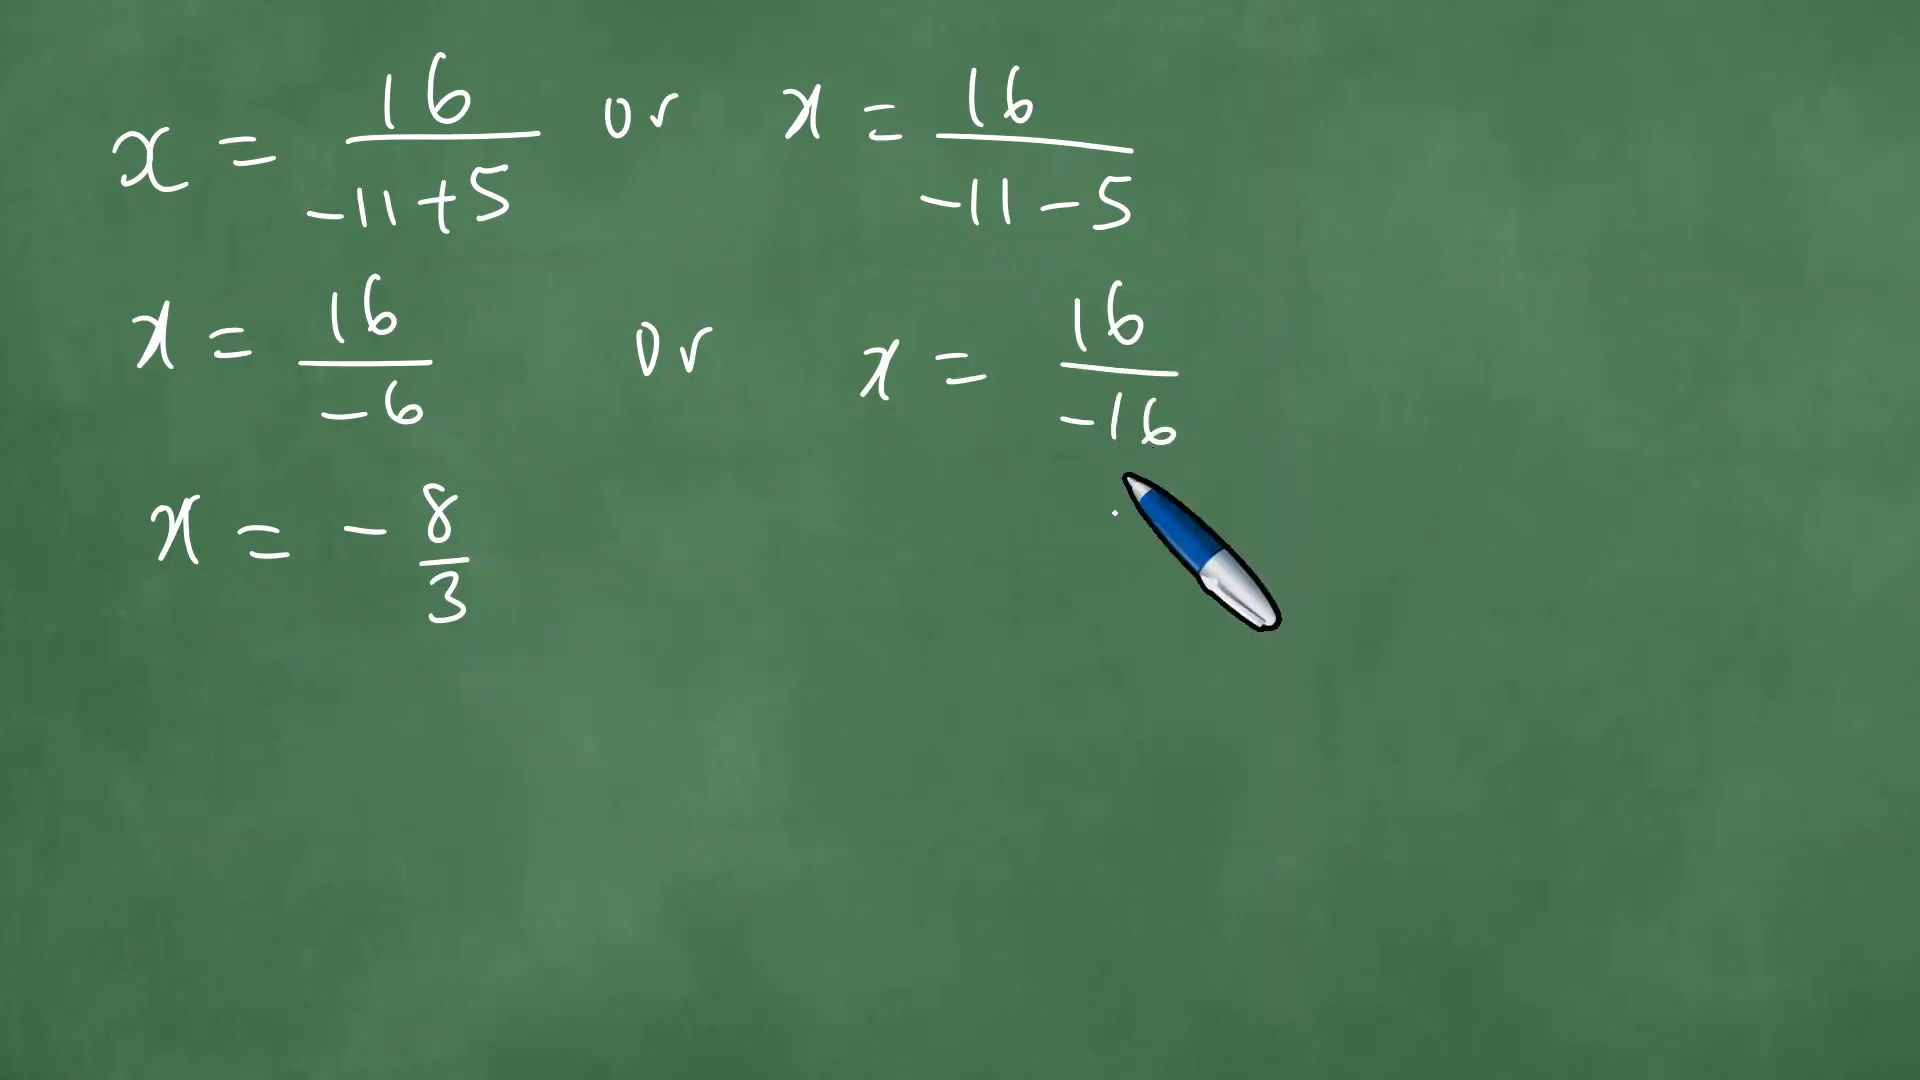 x = 16/(-11+5) or x = 16/(-11-5)
x = 16/-6 or x = 16/-16
x = - 8/3